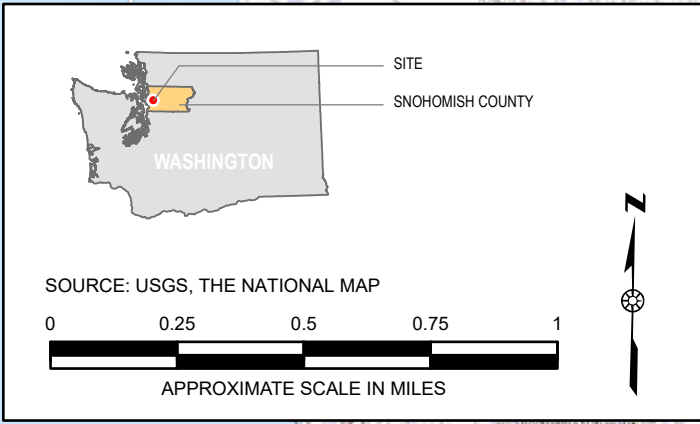 SITE
SNOHOMISH COUNTY
WASHINGTON
N
SOURCE: USGS, THE NATIONAL MAP
0 0.25 0.5 0.75 1
APPROXIMATE SCALE IN MILES